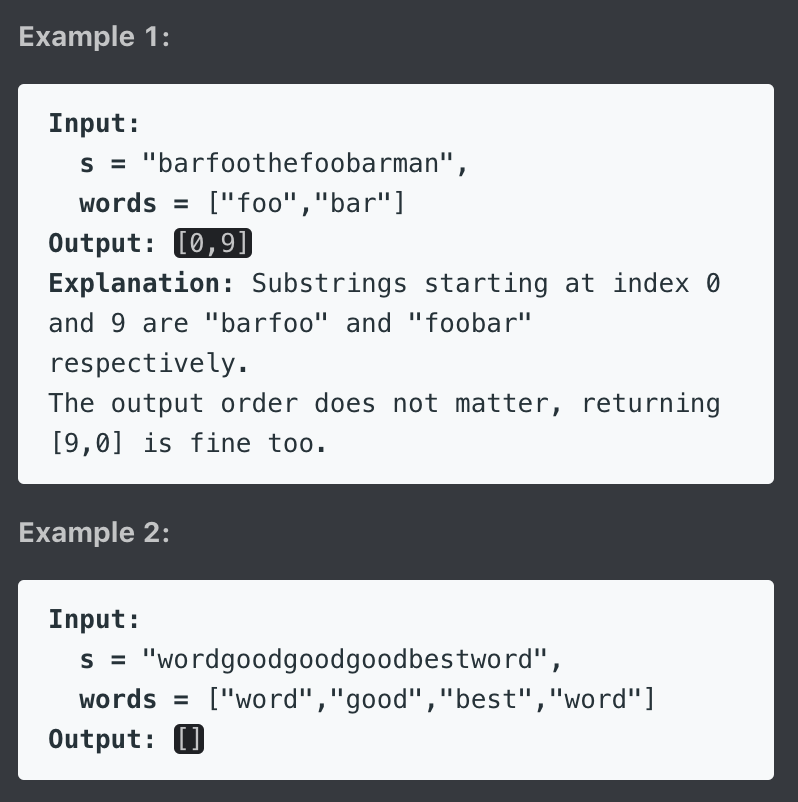 Example 1:
Input:
s = "barfoothefoobarman",
words = ["foo","bar"]
Output: [0,9]
Explanation: Substrings starting at index 0
and 9 are "barfoo" and "foobar"
respectively.
The output order does not matter, returning
[9,0] is fine too.
Example 2:
Input:
s = "wordgoodgoodgoodbestword",
words = ["word","good","best","word"]
Output: []